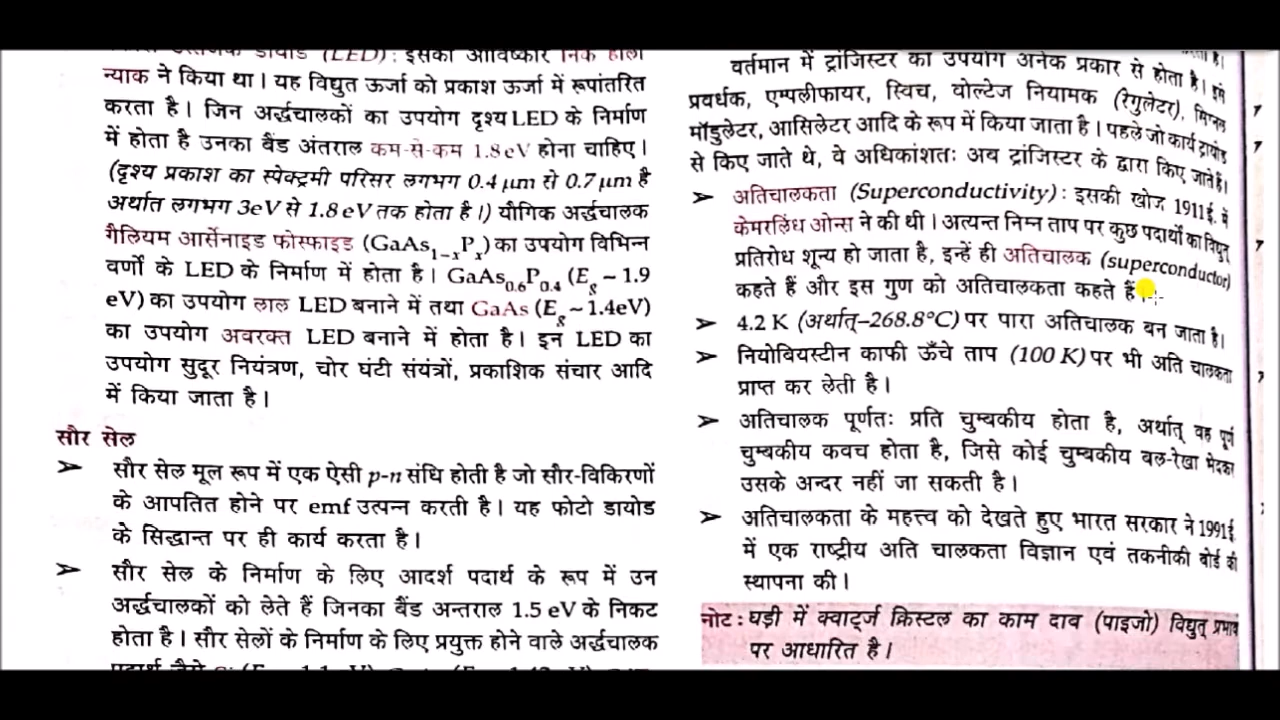 डायोड (LED) : इसका आविष्कार निक होली
न्याक ने किया था। यह विद्युत ऊर्जा को प्रकाश ऊर्जा में रूपांतरित
करता है। जिन अर्द्धचालकों का उपयोग दृश्य LED के निर्माण
में होता है उनका बैंड अंतराल कम-से-कम 1.8 eV होना चाहिए।
(दृश्य प्रकाश का स्पेक्ट्रमी परिसर लगभग 0.4 μm से 0.7 μm है
अर्थात लगभग 3eV से 1.8 eV तक होता है।) यौगिक अर्द्धचालक
गैलियम आर्सेनाइड फोस्फाइड (GaAs₁₋ₓPₓ) का उपयोग विभिन्न
वर्णों के LED के निर्माण में होता है। GaAs₀.₆P₀.₄ (E_g ~ 1.9
eV) का उपयोग लाल LED बनाने में तथा GaAs (E_g ~ 1.4eV)
का उपयोग अवरक्त LED बनाने में होता है। इन LED का
उपयोग सुदूर नियंत्रण, चोर घंटी संयंत्रों, प्रकाशिक संचार आदि
में किया जाता है।
सौर सेल
➢ सौर सेल मूल रूप में एक ऐसी p-n संधि होती है जो सौर-विकिरणों
के आपतित होने पर emf उत्पन्न करती है। यह फोटो डायोड
के सिद्धान्त पर ही कार्य करता है।
➢ सौर सेल के निर्माण के लिए आदर्श पदार्थ के रूप में उन
अर्द्धचालकों को लेते हैं जिनका बैंड अन्तराल 1.5 eV के निकट
होता है। सौर सेलों के निर्माण के लिए प्रयुक्त होने वाले अर्द्धचालक
वर्तमान में ट्रांजिस्टर का उपयोग अनेक प्रकार से होता है। इसे
प्रवर्धक, एम्पलीफायर, स्विच, वोल्टेज नियामक (रेगुलेटर), सिग्नल
मॉडुलेटर, आसिलेटर आदि के रूप में किया जाता है। पहले जो कार्य ट्रायोड
से किए जाते थे, वे अधिकांशतः अब ट्रांजिस्टर के द्वारा किए जाते हैं।
➢ अतिचालकता (Superconductivity) : इसकी खोज 1911 ई. में
केमरलिंध ओन्स ने की थी। अत्यन्त निम्न ताप पर कुछ पदार्थों का विद्युत्
प्रतिरोध शून्य हो जाता है, इन्हें ही अतिचालक (superconductor)
कहते हैं और इस गुण को अतिचालकता कहते हैं।
➢ 4.2 K (अर्थात् –268.8°C) पर पारा अतिचालक बन जाता है।
➢ नियोवियस्टीन काफी ऊँचे ताप (100 K) पर भी अति चालकता
प्राप्त कर लेती है।
➢ अतिचालक पूर्णतः प्रति चुम्बकीय होता है, अर्थात् वह पूर्ण
चुम्बकीय कवच होता है, जिसे कोई चुम्बकीय बल-रेखा भेदकर
उसके अन्दर नहीं जा सकती है।
➢ अतिचालकता के महत्त्व को देखते हुए भारत सरकार ने 1991 ई.
में एक राष्ट्रीय अति चालकता विज्ञान एवं तकनीकी बोर्ड की
स्थापना की।
नोट : घड़ी में क्वार्ट्ज क्रिस्टल का काम दाब (पाइजो) विद्युत् प्रभाव
पर आधारित है।